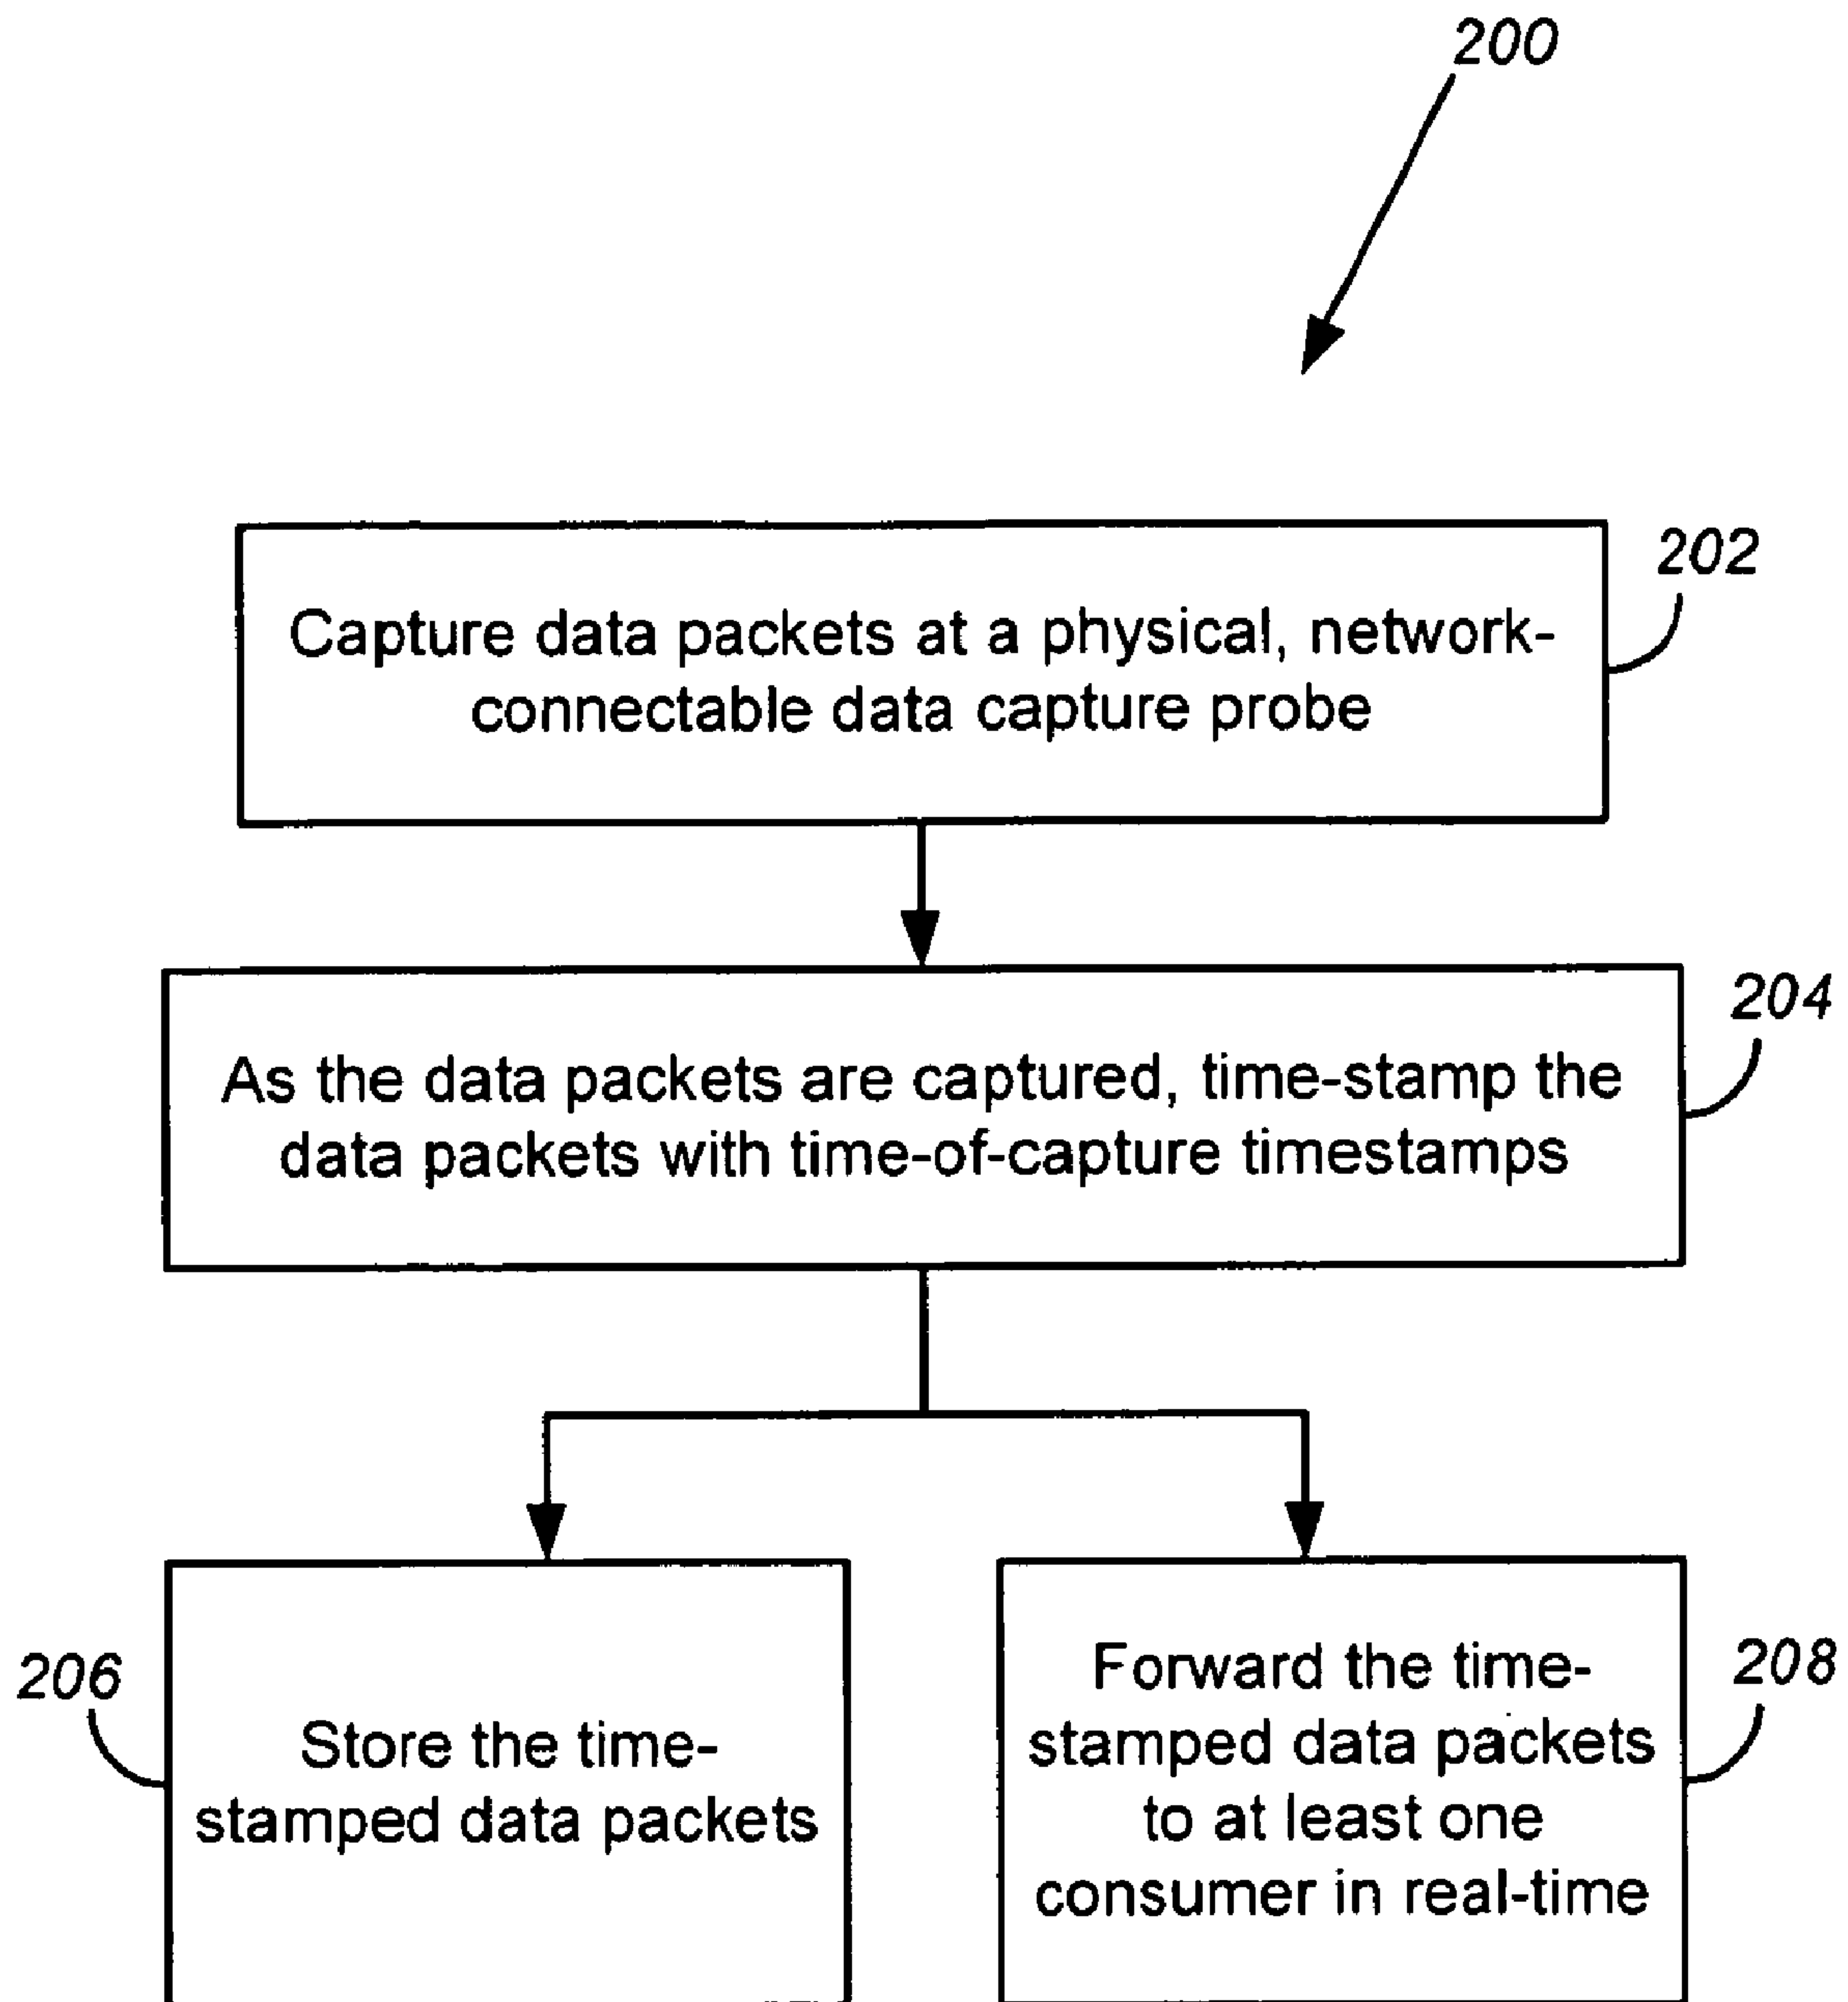 200
202
Capture data packets at a physical, network-
connectable data capture probe
204
As the data packets are captured, time-stamp the
data packets with time-of-capture timestamps
206
Store the time-
stamped data packets
208
Forward the time-
stamped data packets
to at least one
consumer in real-time